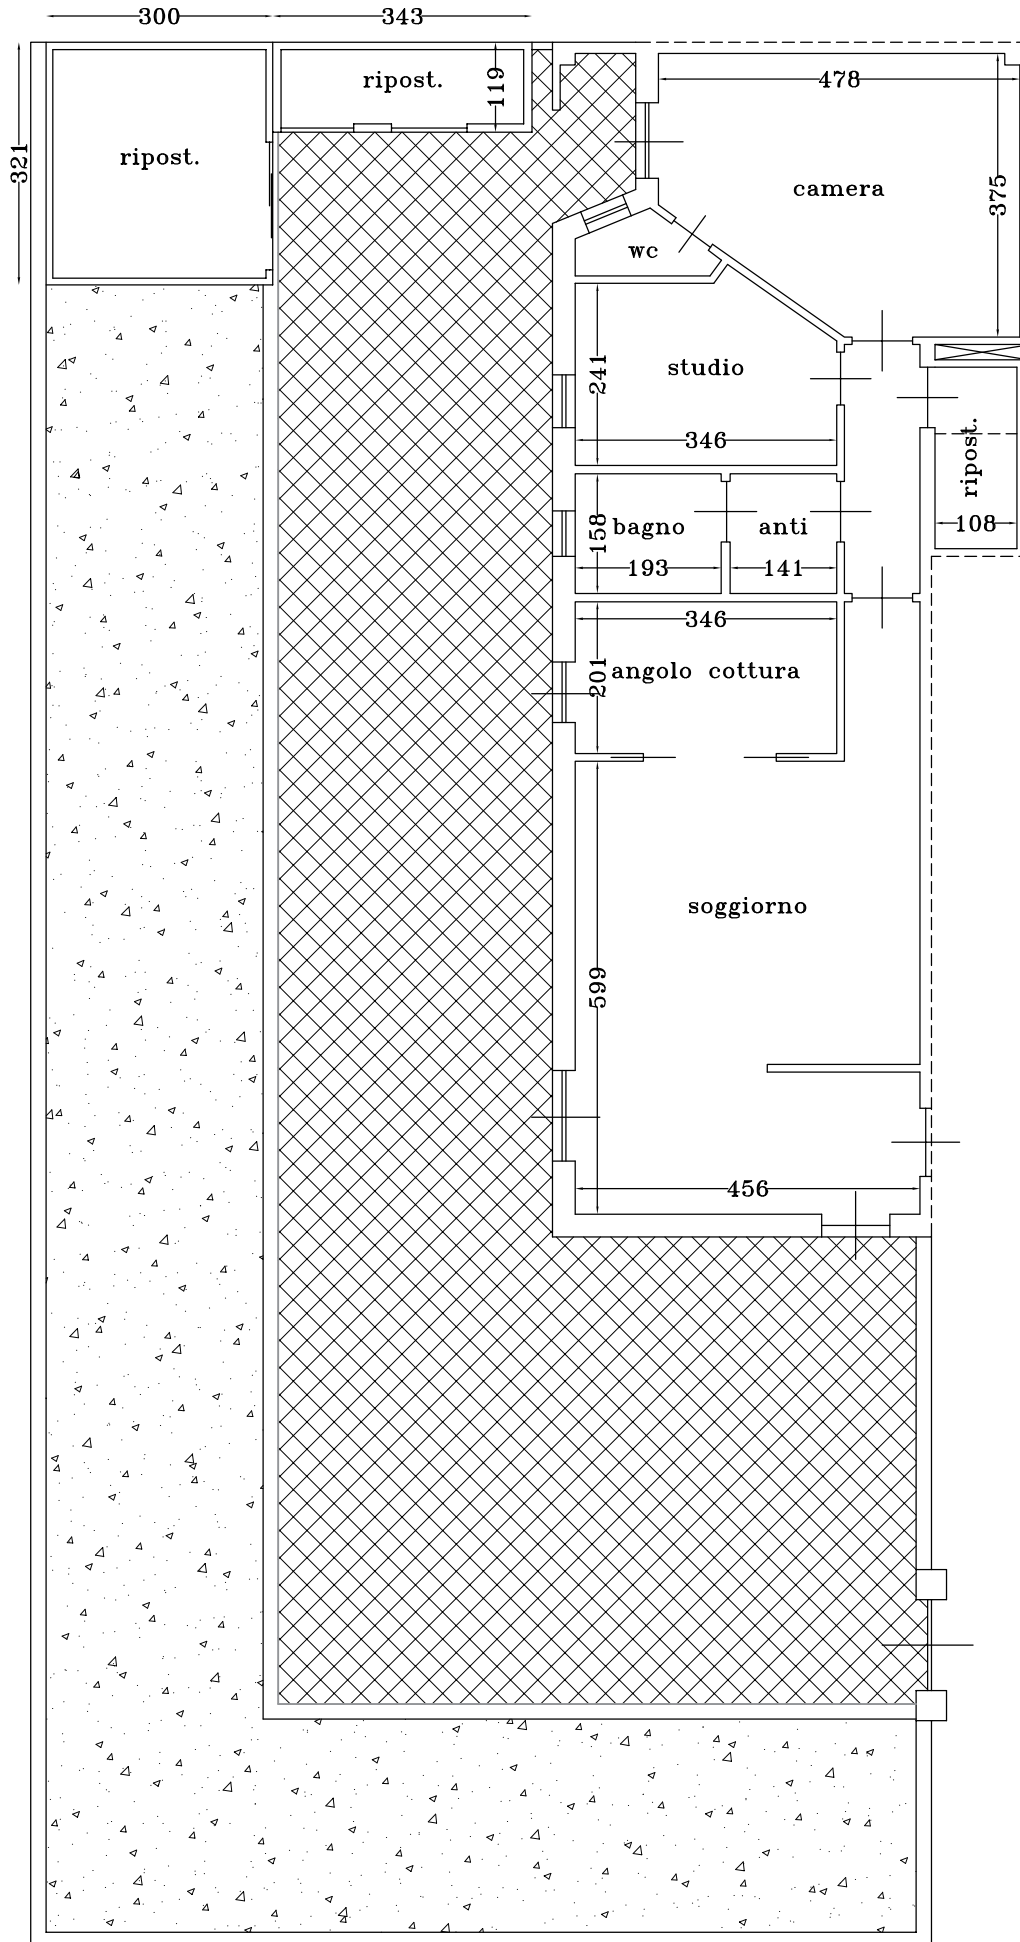 300
343
ripost.
119
478
321
ripost.
camera
375
wc
241
studio
346
ripost.
158
bagno
anti
108
193
141
346
201
angolo cottura
soggiorno
599
456